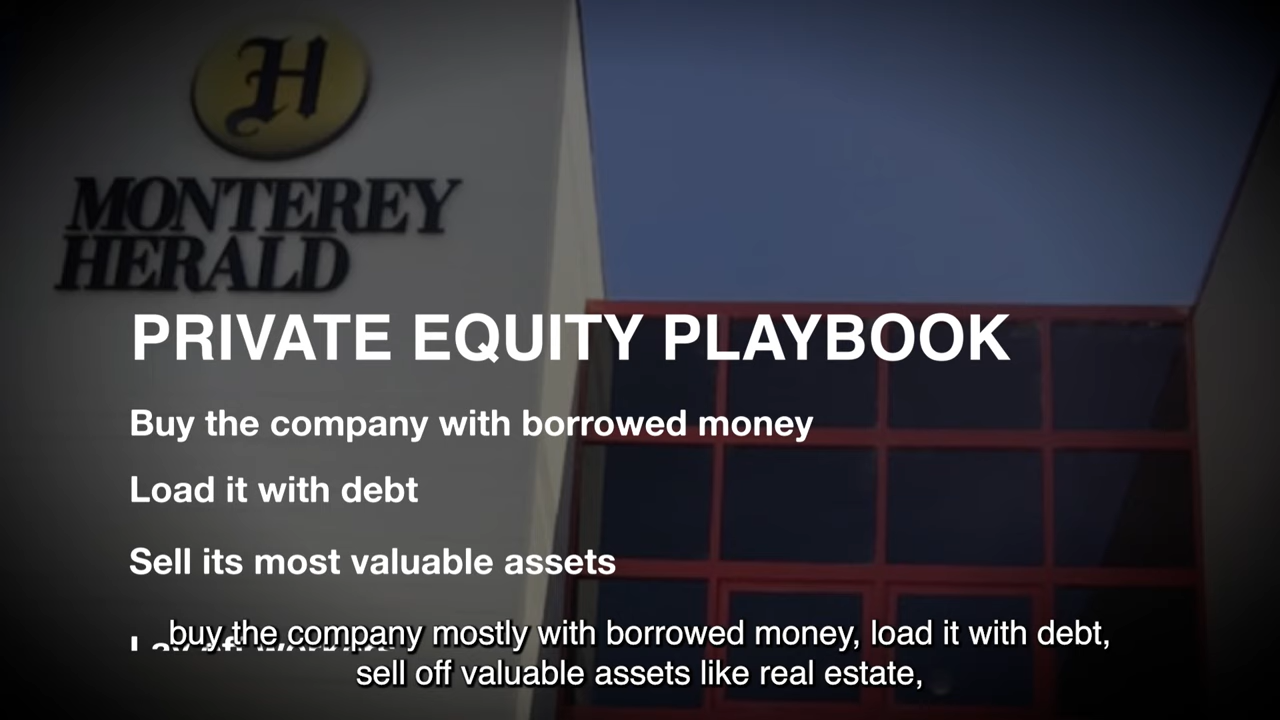 H
MONTEREY
HERALD
PRIVATE EQUITY PLAYBOOK
Buy the company with borrowed money
Load it with debt
Sell its most valuable assets
buy the company mostly with borrowed money, load it with debt,
sell off valuable assets like real estate,